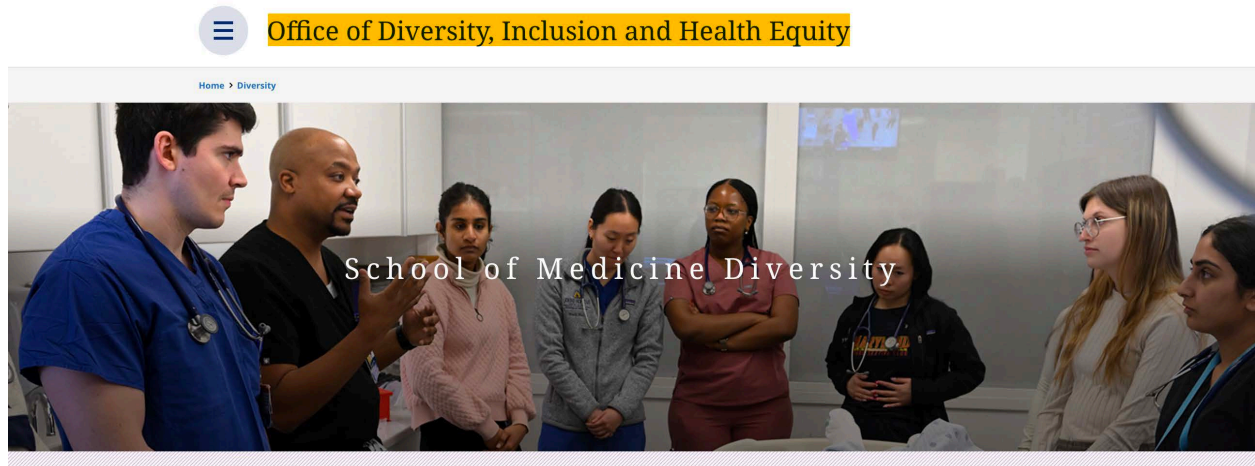 Office of Diversity, Inclusion and Health Equity
Home > Diversity
School of Medicine Diversity